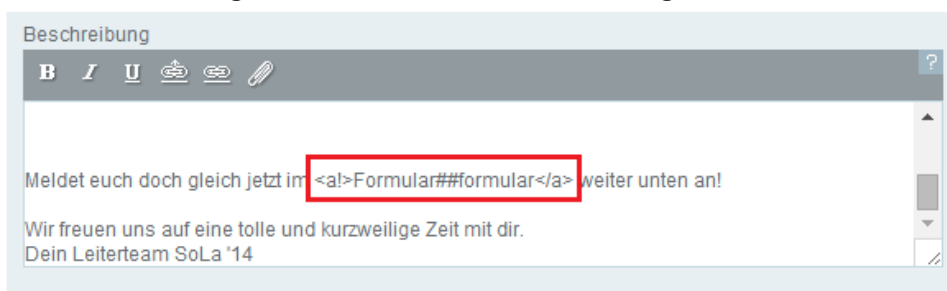 Beschreibung
B I U ?
Meldet euch doch gleich jetzt im <a!>Formular##formular</a> weiter unten an!
Wir freuen uns auf eine tolle und kurzweilige Zeit mit dir.
Dein Leiterteam SoLa '14